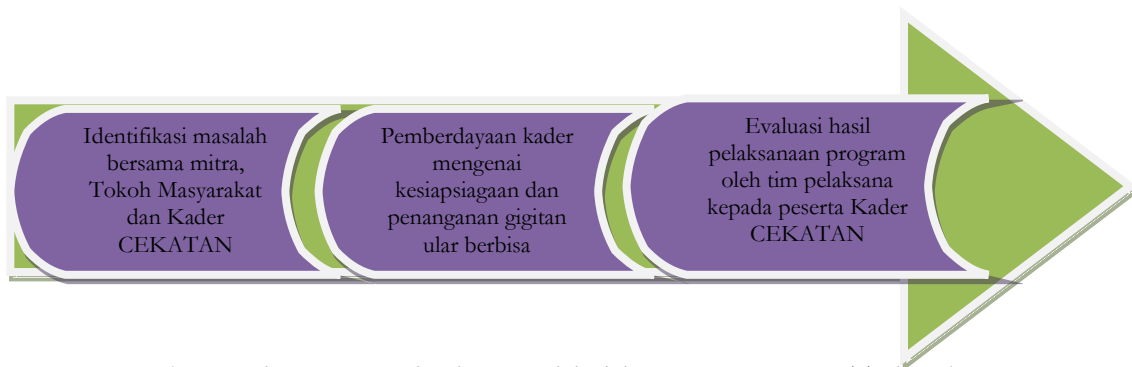 Identifikasi masalah
bersama mitra,
Tokoh Masyarakat
dan Kader
CEKATAN
Pemberdayaan kader
mengenai
kesiapsiagaan dan
penanganan gigitan
ular berbisa
Evaluasi hasil
pelaksanaan program
oleh tim pelaksana
kepada peserta Kader
CEKATAN